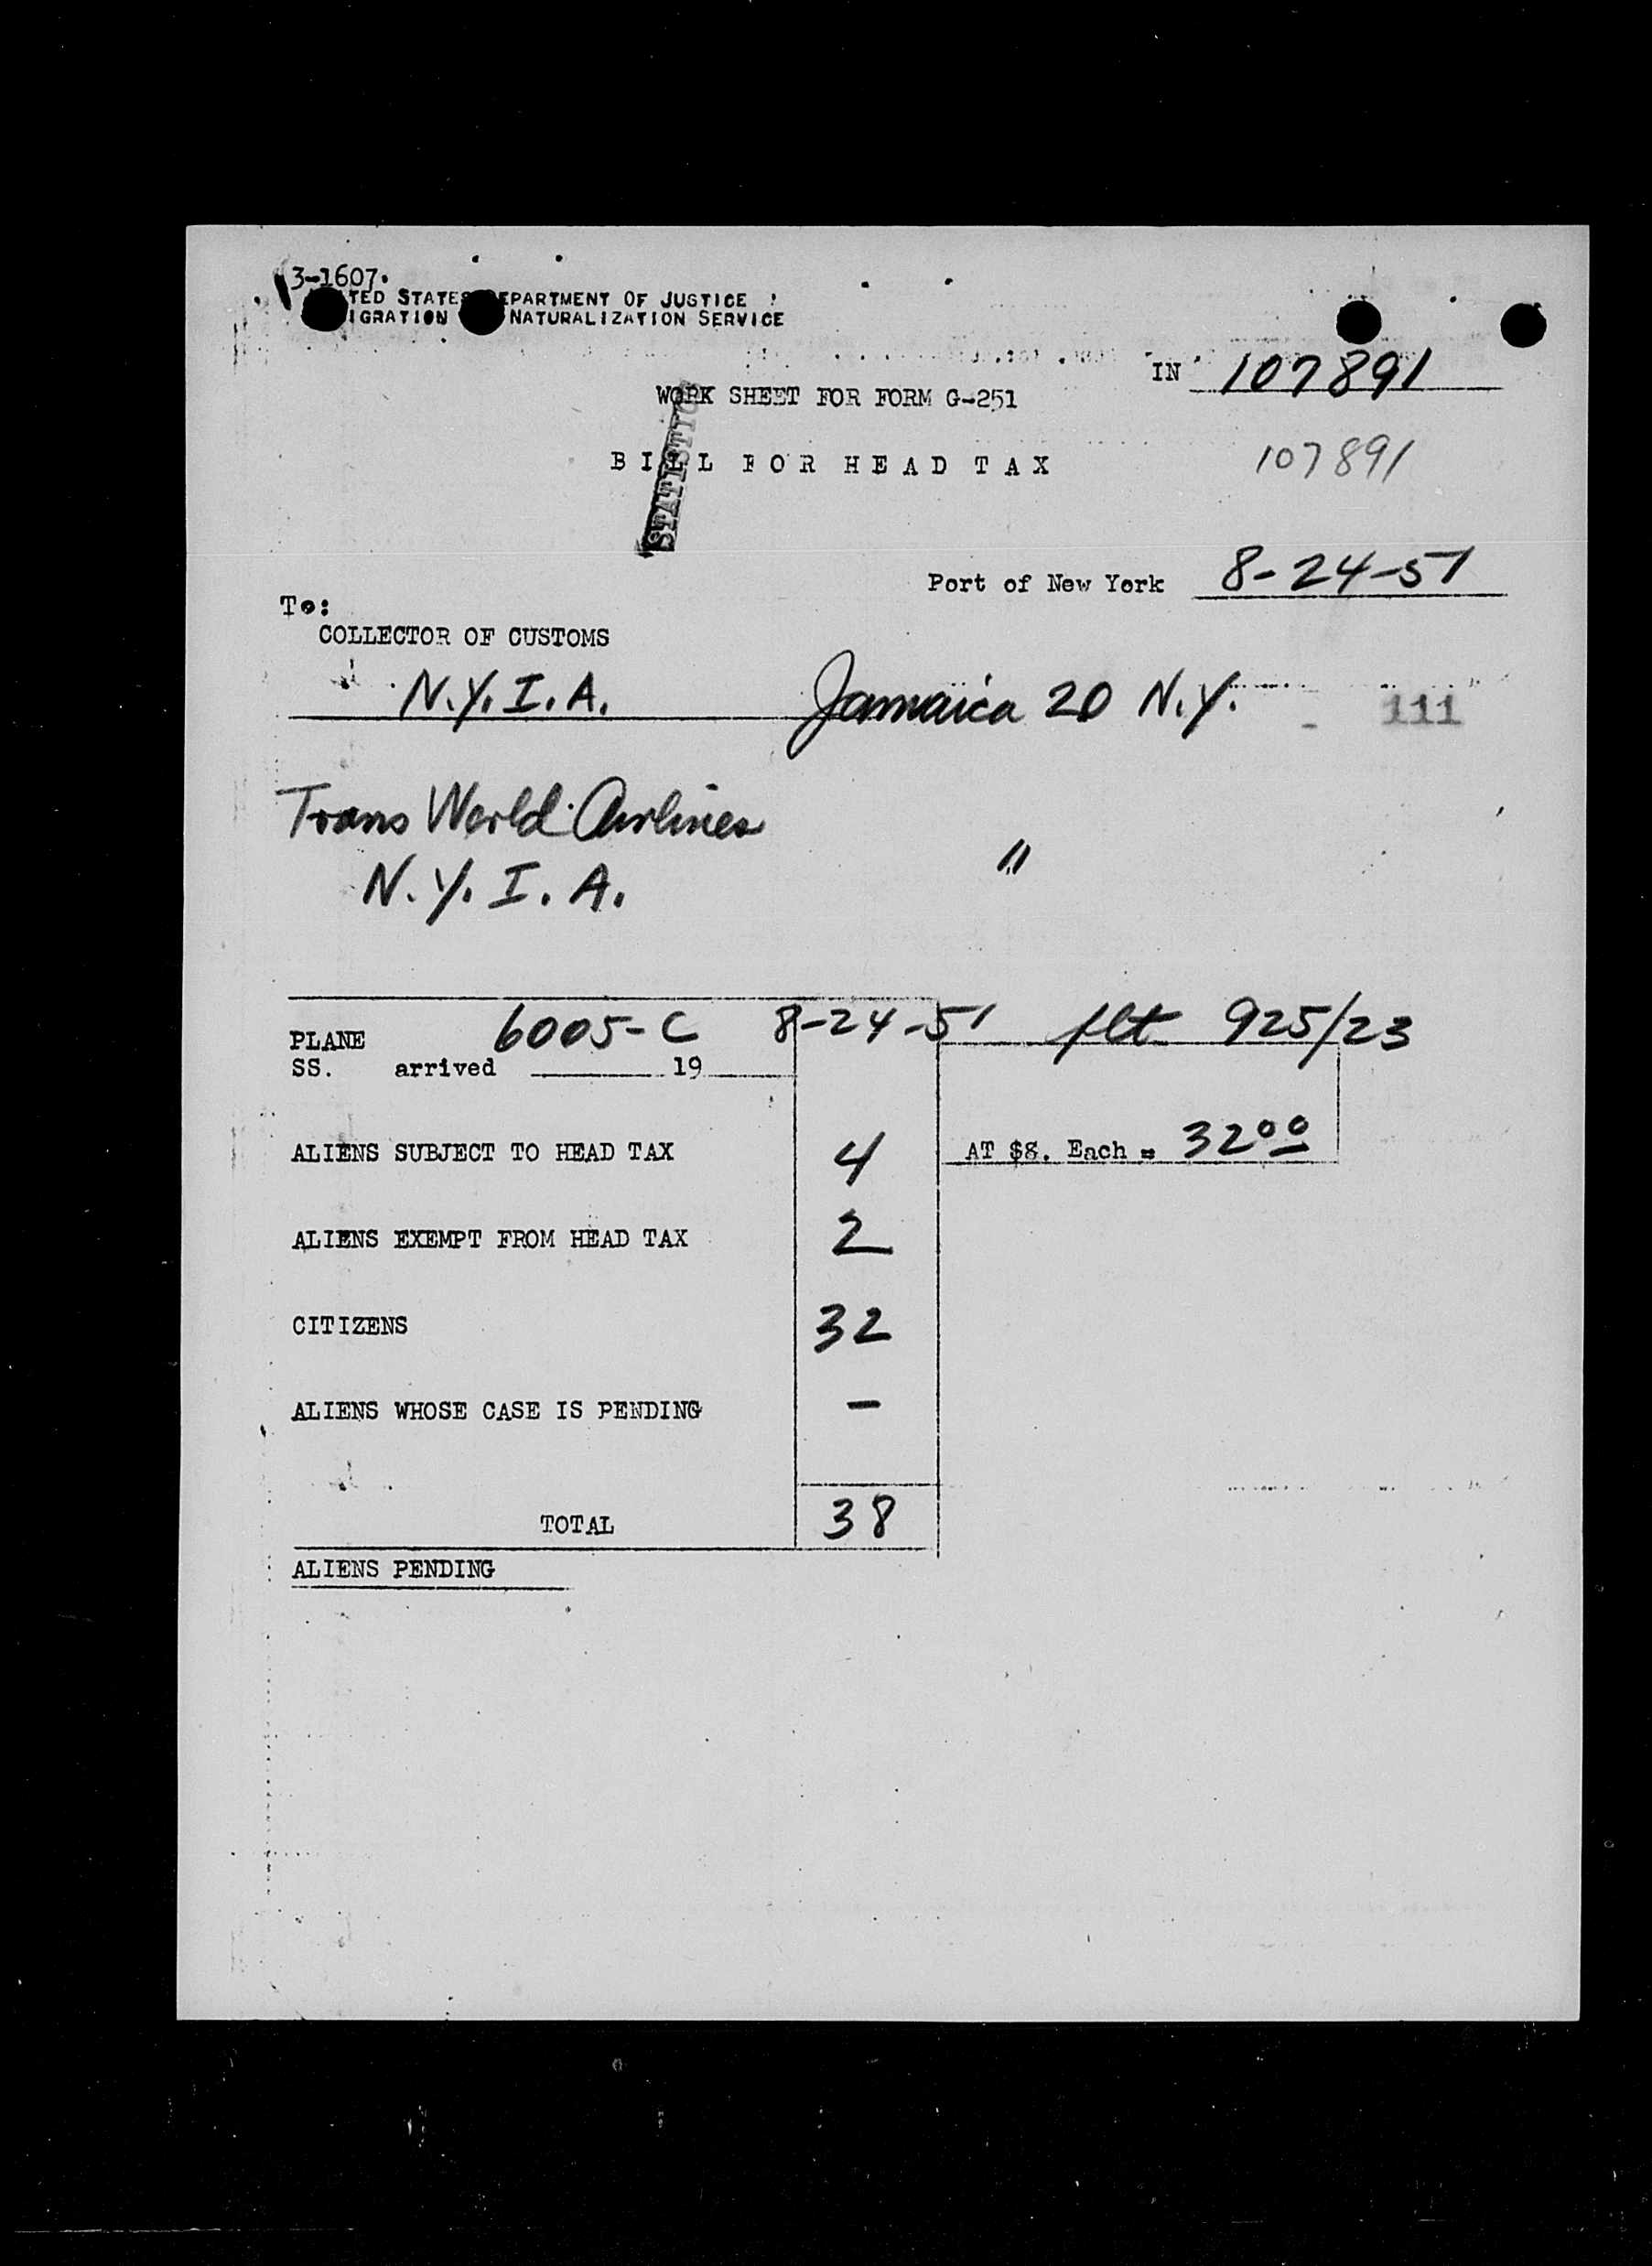 3-1607.
TED STATES EPARTMENT OF JUSTICE
IGRATION NATURALIZATION SERVICE
IN 107891
WORK SHEET FOR FORM G-251
BILL FOR HEAD TAX
107891
STATISTICS
Port of New York 8-24-51
To:
COLLECTOR OF CUSTOMS
N.Y.I.A. Jamaica 20 N.Y.
111
Trans World Airlines
N.Y.I.A. "
PLANE 6005-C 8-24-51 flt 925/23
SS. arrived 19
ALIENS SUBJECT TO HEAD TAX 4 AT $8. Each = 32 00
ALIENS EXEMPT FROM HEAD TAX 2
CITIZENS 32
ALIENS WHOSE CASE IS PENDING -
TOTAL 38
ALIENS PENDING